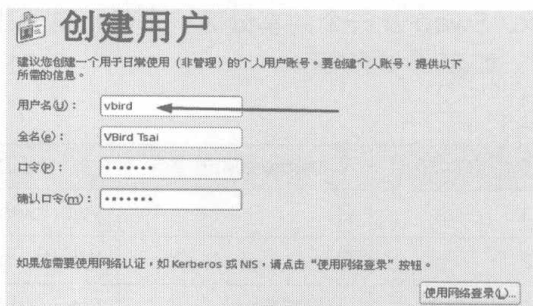 创建用户
建议您创建一个用于日常使用（非管理）的个人用户账号。要创建个人账号，提供以下
所需的信息。
用户名(U)： vbird
全名(e)： VBird Tsai
口令(P)： •••••••
确认口令(m)： •••••••
如果您需要使用网络认证，如 Kerberos 或 NIS，请点击“使用网络登录”按钮。
使用网络登录(L)...